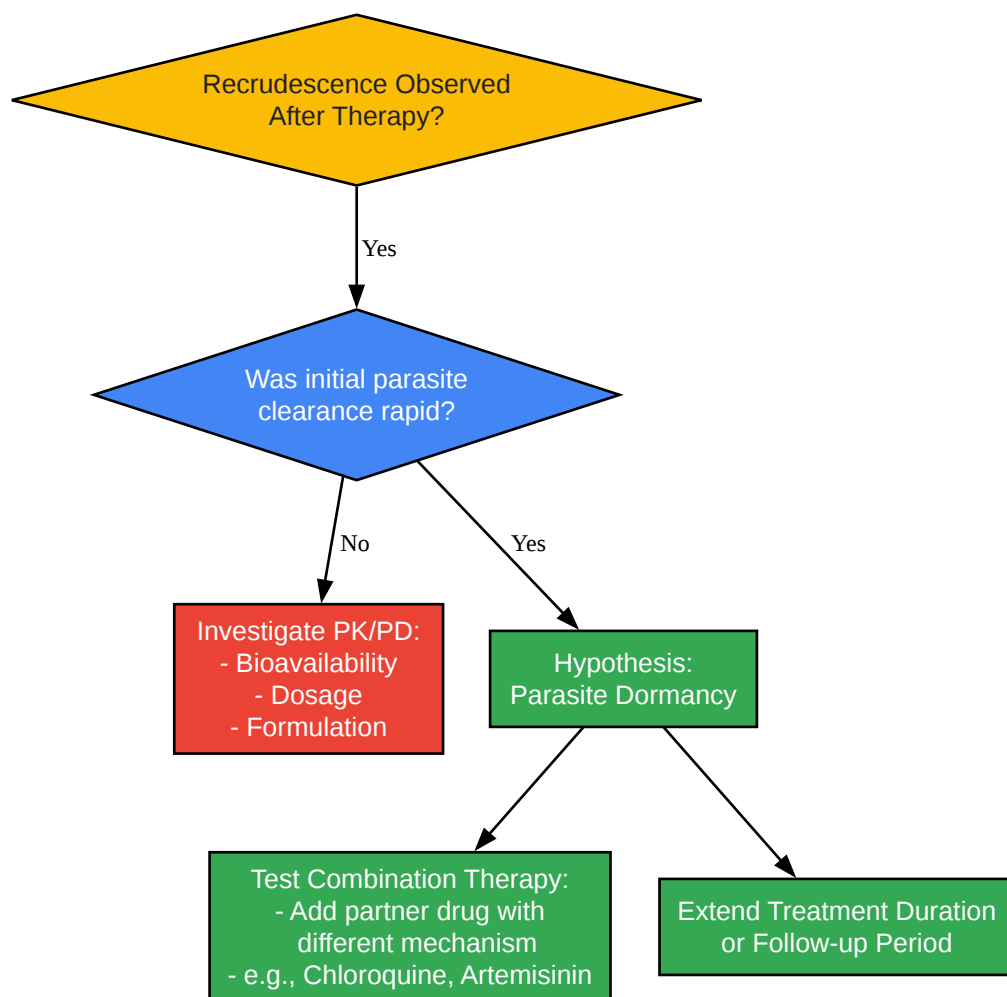 Recrudescence Observed
After Therapy?
Yes
Was initial parasite
clearance rapid?
No
Yes
Investigate PK/PD:
- Bioavailability
- Dosage
- Formulation
Hypothesis:
Parasite Dormancy
Test Combination Therapy:
- Add partner drug with
different mechanism
- e.g., Chloroquine, Artemisinin
Extend Treatment Duration
or Follow-up Period